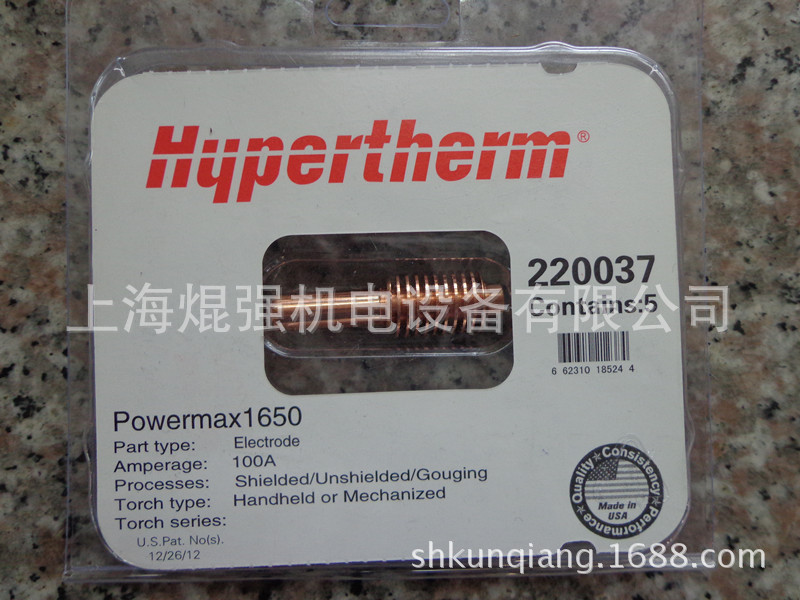 Hypertherm®
220037
Contains:5
上海焜强机电设备有限公司
6 62310 18524 4
Powermax1650
Part type: Electrode
Amperage: 100A
Processes: Shielded/Unshielded/Gouging
Torch type: Handheld or Mechanized
Torch series:
U.S.Pat. No(s).
12/26/12
Quality★Consistency★Performance★
Made in
USA
shkunqiang.1688.com